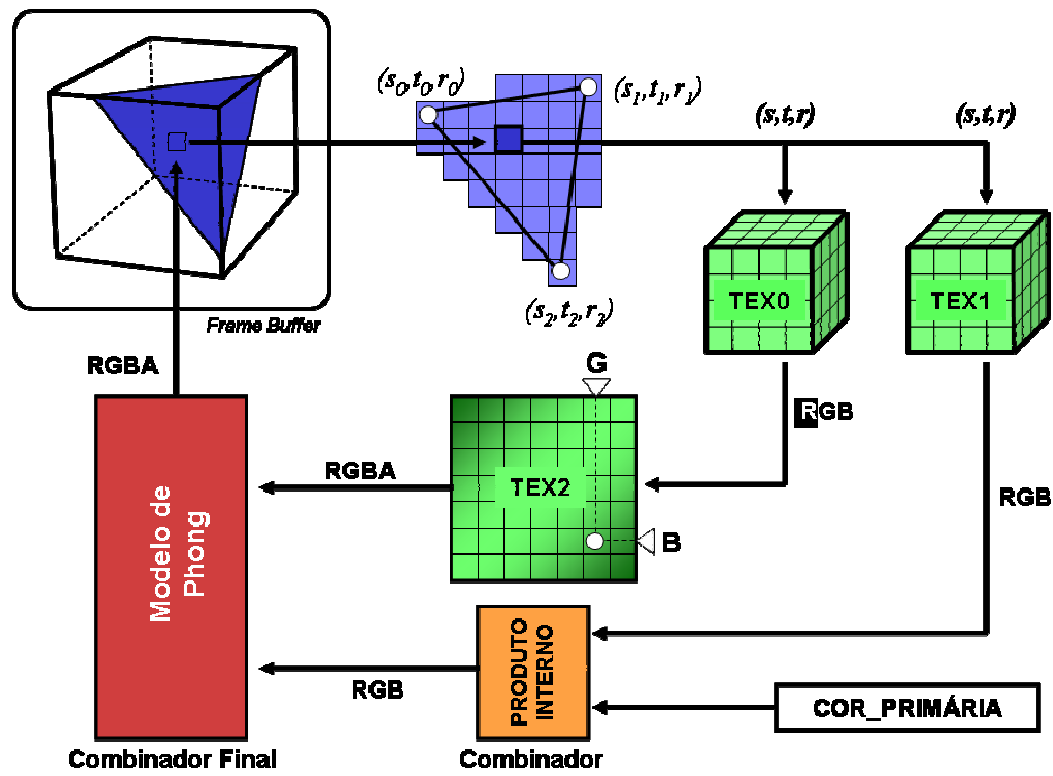 (s₀,t₀,r₀)
(s₁,t₁,r₁)
(s,t,r)
(s,t,r)
TEX0
TEX1
(s₂,t₂,r₂)
Frame Buffer
RGBA
G
RGB
RGBA
TEX2
RGB
B
Modelo de
Phong
PRODUTO
INTERNO
RGB
COR_PRIMÁRIA
Combinador Final
Combinador